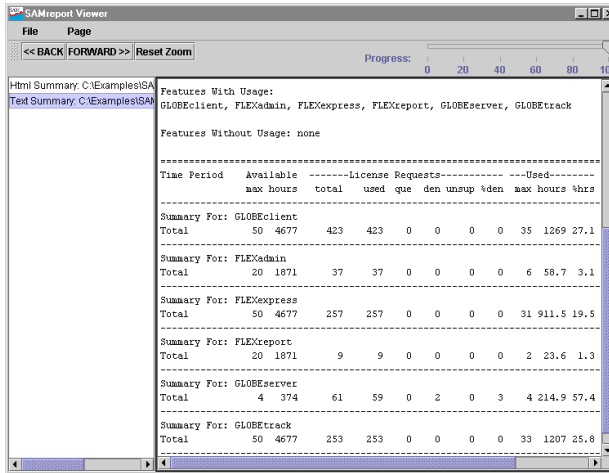 SAMreport Viewer
File Page
<< BACK FORWARD >> Reset Zoom
Progress:
0 20 40 60 80
Html Summary: C:\Examples\SA
Text Summary: C:\Examples\SA
Features With Usage:
GLOBEclient, FLEXadmin, FLEXexpress, FLEXreport, GLOBEserver, GLOBEtrack
Features Without Usage: none
================================================================
Time Period Available -------License Requests----------- ---Used--------
max hours total used que den unsup %den max hours %hrs
----------------------------------------------------------------
Summary For: GLOBEclient
Total 50 4677 423 423 0 0 0 0 35 1269 27.1
----------------------------------------------------------------
Summary For: FLEXadmin
Total 20 1871 37 37 0 0 0 0 6 58.7 3.1
----------------------------------------------------------------
Summary For: FLEXexpress
Total 50 4677 257 257 0 0 0 0 31 911.5 19.5
----------------------------------------------------------------
Summary For: FLEXreport
Total 20 1871 9 9 0 0 0 0 2 23.6 1.3
----------------------------------------------------------------
Summary For: GLOBEserver
Total 4 374 61 59 0 2 0 3 4 214.9 57.4
----------------------------------------------------------------
Summary For: GLOBEtrack
Total 50 4677 253 253 0 0 0 0 33 1207 25.8
----------------------------------------------------------------